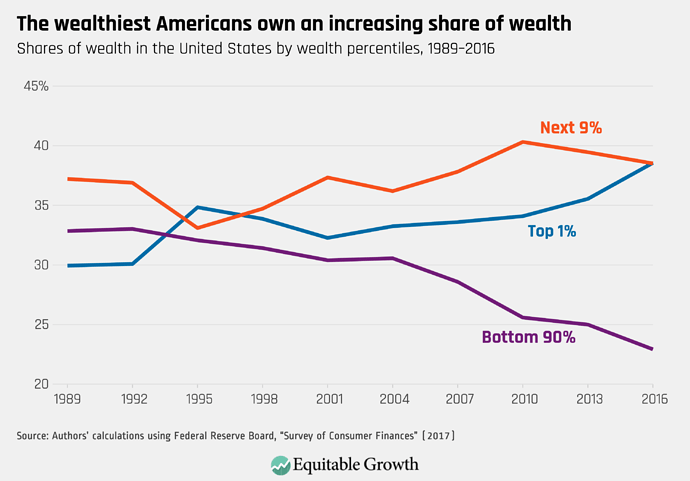 The wealthiest Americans own an increasing share of wealth
Shares of wealth in the United States by wealth percentiles, 1989–2016
45%
Next 9%
40
35
Top 1%
30
25
Bottom 90%
20
1989 1992 1995 1998 2001 2004 2007 2010 2013 2016
Source: Authors' calculations using Federal Reserve Board, “Survey of Consumer Finances” [2017]
Equitable Growth